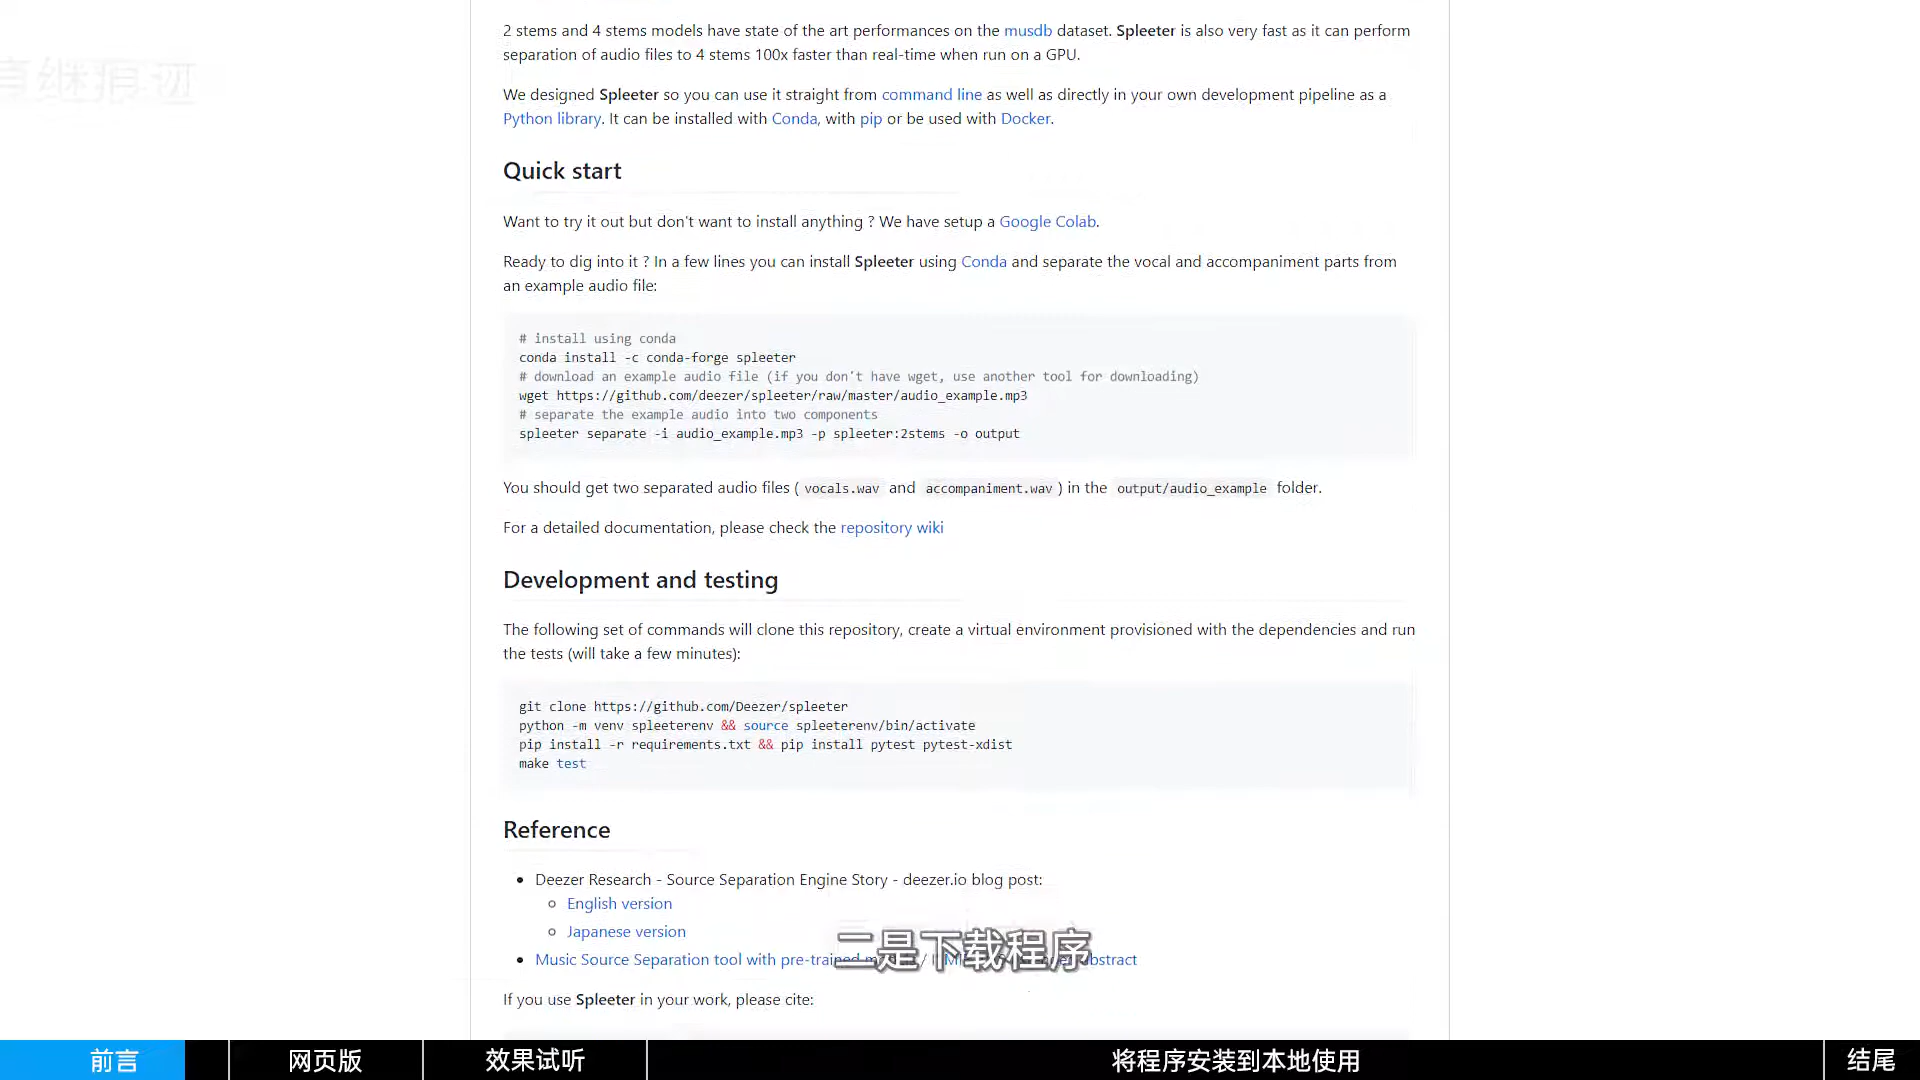 2 stems and 4 stems models have state of the art performances on the musdb dataset. Spleeter is also very fast as it can perform
separation of audio files to 4 stems 100x faster than real-time when run on a GPU.
We designed Spleeter so you can use it straight from command line as well as directly in your own development pipeline as a
Python library. It can be installed with Conda, with pip or be used with Docker.
Quick start
Want to try it out but don't want to install anything ? We have setup a Google Colab.
Ready to dig into it ? In a few lines you can install Spleeter using Conda and separate the vocal and accompaniment parts from
an example audio file:
# install using conda
conda install -c conda-forge spleeter
# download an example audio file (if you don't have wget, use another tool for downloading)
wget https://github.com/deezer/spleeter/raw/master/audio_example.mp3
# separate the example audio into two components
spleeter separate -i audio_example.mp3 -p spleeter:2stems -o output
You should get two separated audio files ( vocals.wav and accompaniment.wav ) in the output/audio_example folder.
For a detailed documentation, please check the repository wiki
Development and testing
The following set of commands will clone this repository, create a virtual environment provisioned with the dependencies and run
the tests (will take a few minutes):
git clone https://github.com/Deezer/spleeter
python -m venv spleeterenv && source spleeterenv/bin/activate
pip install -r requirements.txt && pip install pytest pytest-xdist
make test
Reference
• Deezer Research - Source Separation Engine Story - deezer.io blog post:
English version
Japanese version
• Music Source Separation tool with pre-trained / abstract
二是下载程序
If you use Spleeter in your work, please cite:
前言 网页版 效果试听 将程序安装到本地使用 结尾